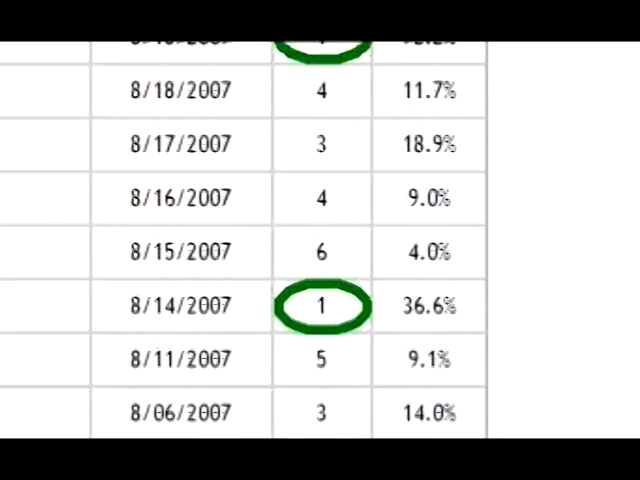 8/18/2007 4 11.7%
8/17/2007 3 18.9%
8/16/2007 4 9.0%
8/15/2007 6 4.0%
8/14/2007 1 36.6%
8/11/2007 5 9.1%
8/06/2007 3 14.0%